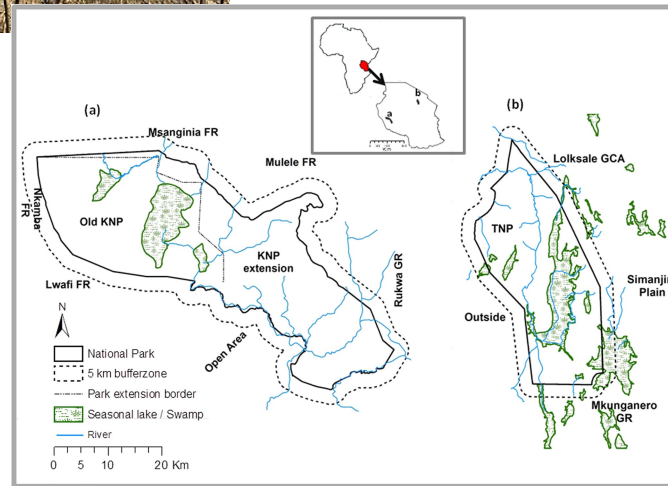 (a)
Msanginia FR
Mulele FR
Nkamba
FR
Old KNP
KNP
extension
Rukwa GR
Lwafi FR
Open Area
N
National Park
5 km bufferzone
Park extension border
Seasonal lake / Swamp
River
0 5 10 20 Km
a
b
(b)
Lolksale GCA
TNP
Simanjir
Plain
Outside
Mkunganero
GR